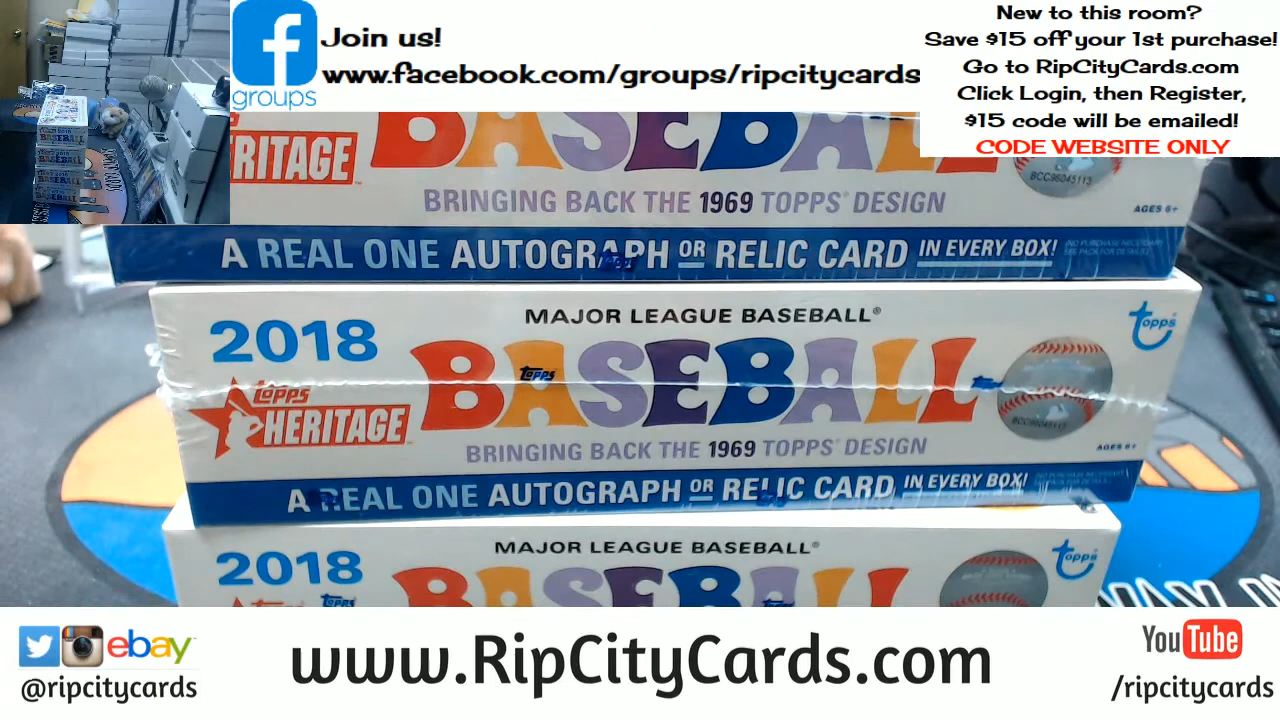 Join us!
www.facebook.com/groups/ripcitycards
groups
New to this room?
Save $15 off your 1st purchase!
Go to RipCityCards.com
Click Login, then Register,
$15 code will be emailed!
CODE WEBSITE ONLY
BASEBALL
RITAGE
BRINGING BACK THE 1969 TOPPS® DESIGN
AGES 6+
A REAL ONE AUTOGRAPH OR RELIC CARD IN EVERY BOX!
MAJOR LEAGUE BASEBALL®
2018
topps
BASEBALL
topps
HERITAGE
BRINGING BACK THE 1969 TOPPS® DESIGN
AGES 6+
A REAL ONE AUTOGRAPH OR RELIC CARD IN EVERY BOX!
MAJOR LEAGUE BASEBALL®
2018
topps
BASEBALL
ebay
@ripcitycards
www.RipCityCards.com
YouTube
/ripcitycards